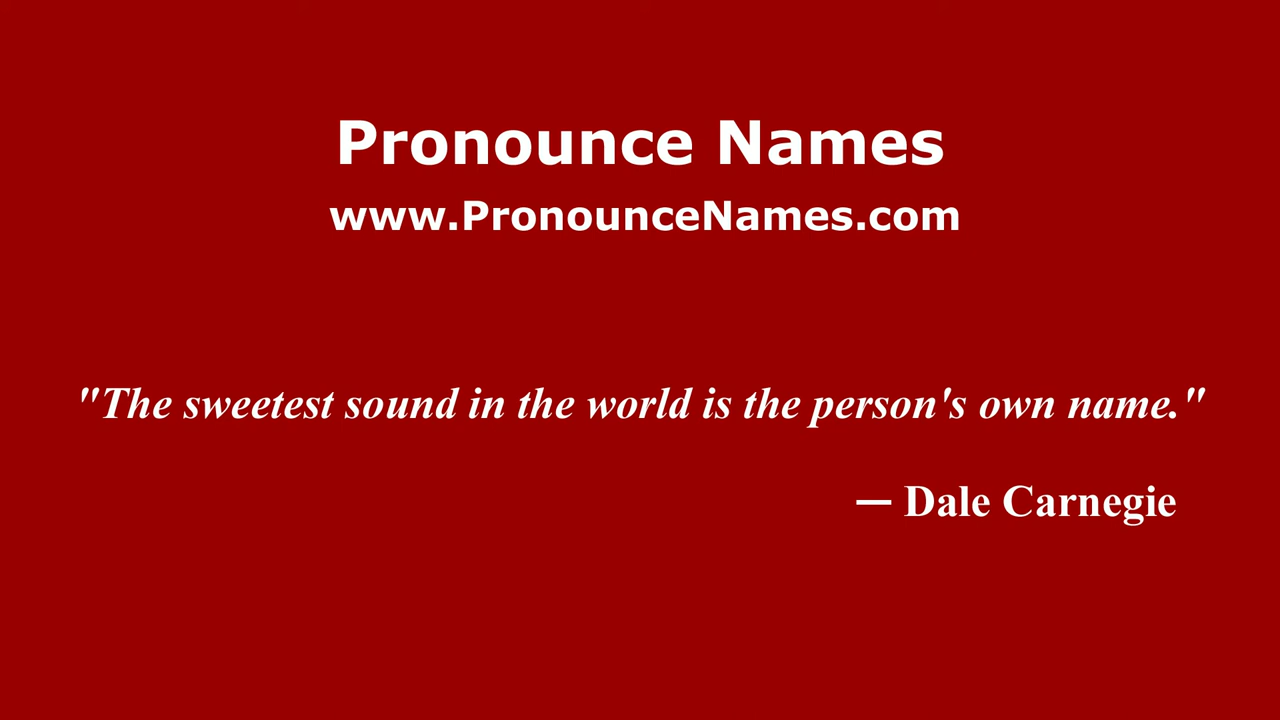 Pronounce Names
www.PronounceNames.com
"The sweetest sound in the world is the person's own name."
— Dale Carnegie